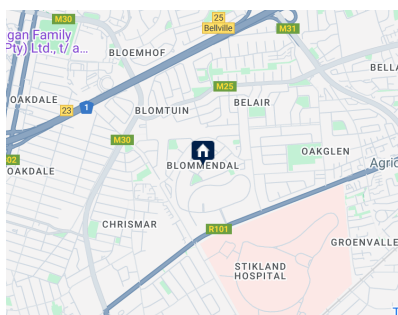 M30
25
Bellville
M31
gan Family
Pty) Ltd., t/ a...
BLOEMHOF
BELLA
M25
OAKDALE
BELAIR
23
1
BLOMTUIN
M30
OAKGLEN
02
BLOMMENDAL
Agric
OAKDALE
CHRISMAR
R101
GROENVALLE
STIKLAND
HOSPITAL
T